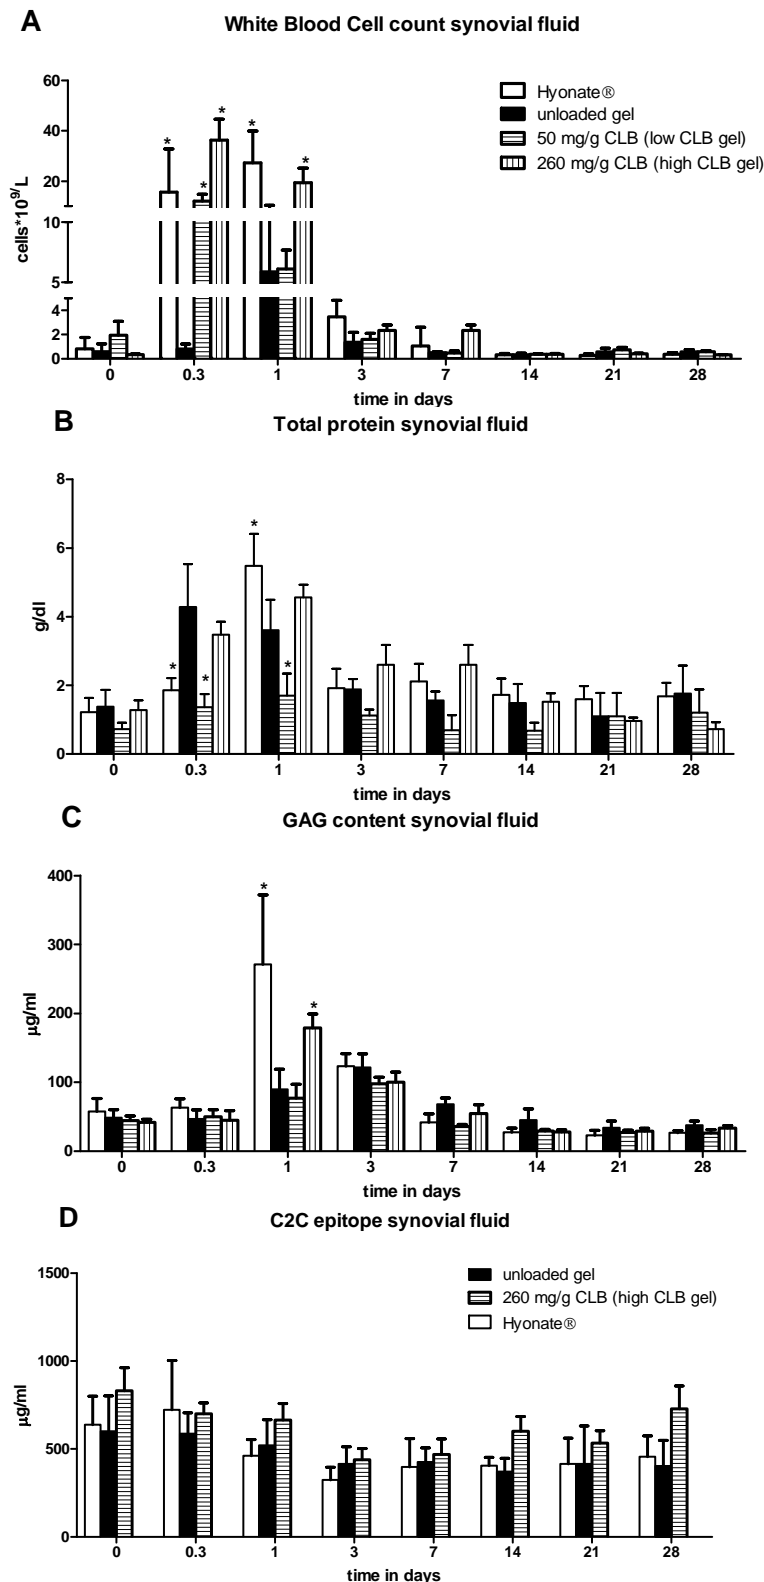 A
White Blood Cell count synovial fluid
Hyonate®
unloaded gel
50 mg/g CLB (low CLB gel)
260 mg/g CLB (high CLB gel)
cells*10^9/L
60
40
20
10
5
4
2
0
* * * * *
0 0.3 1 3 7 14 21 28
time in days
B
Total protein synovial fluid
g/dl
8
6
4
2
0
* * * *
0 0.3 1 3 7 14 21 28
time in days
C
GAG content synovial fluid
µg/ml
400
300
200
100
0
* *
0 0.3 1 3 7 14 21 28
time in days
D
C2C epitope synovial fluid
unloaded gel
260 mg/g CLB (high CLB gel)
Hyonate®
µg/ml
1500
1000
500
0
0 0.3 1 3 7 14 21 28
time in days